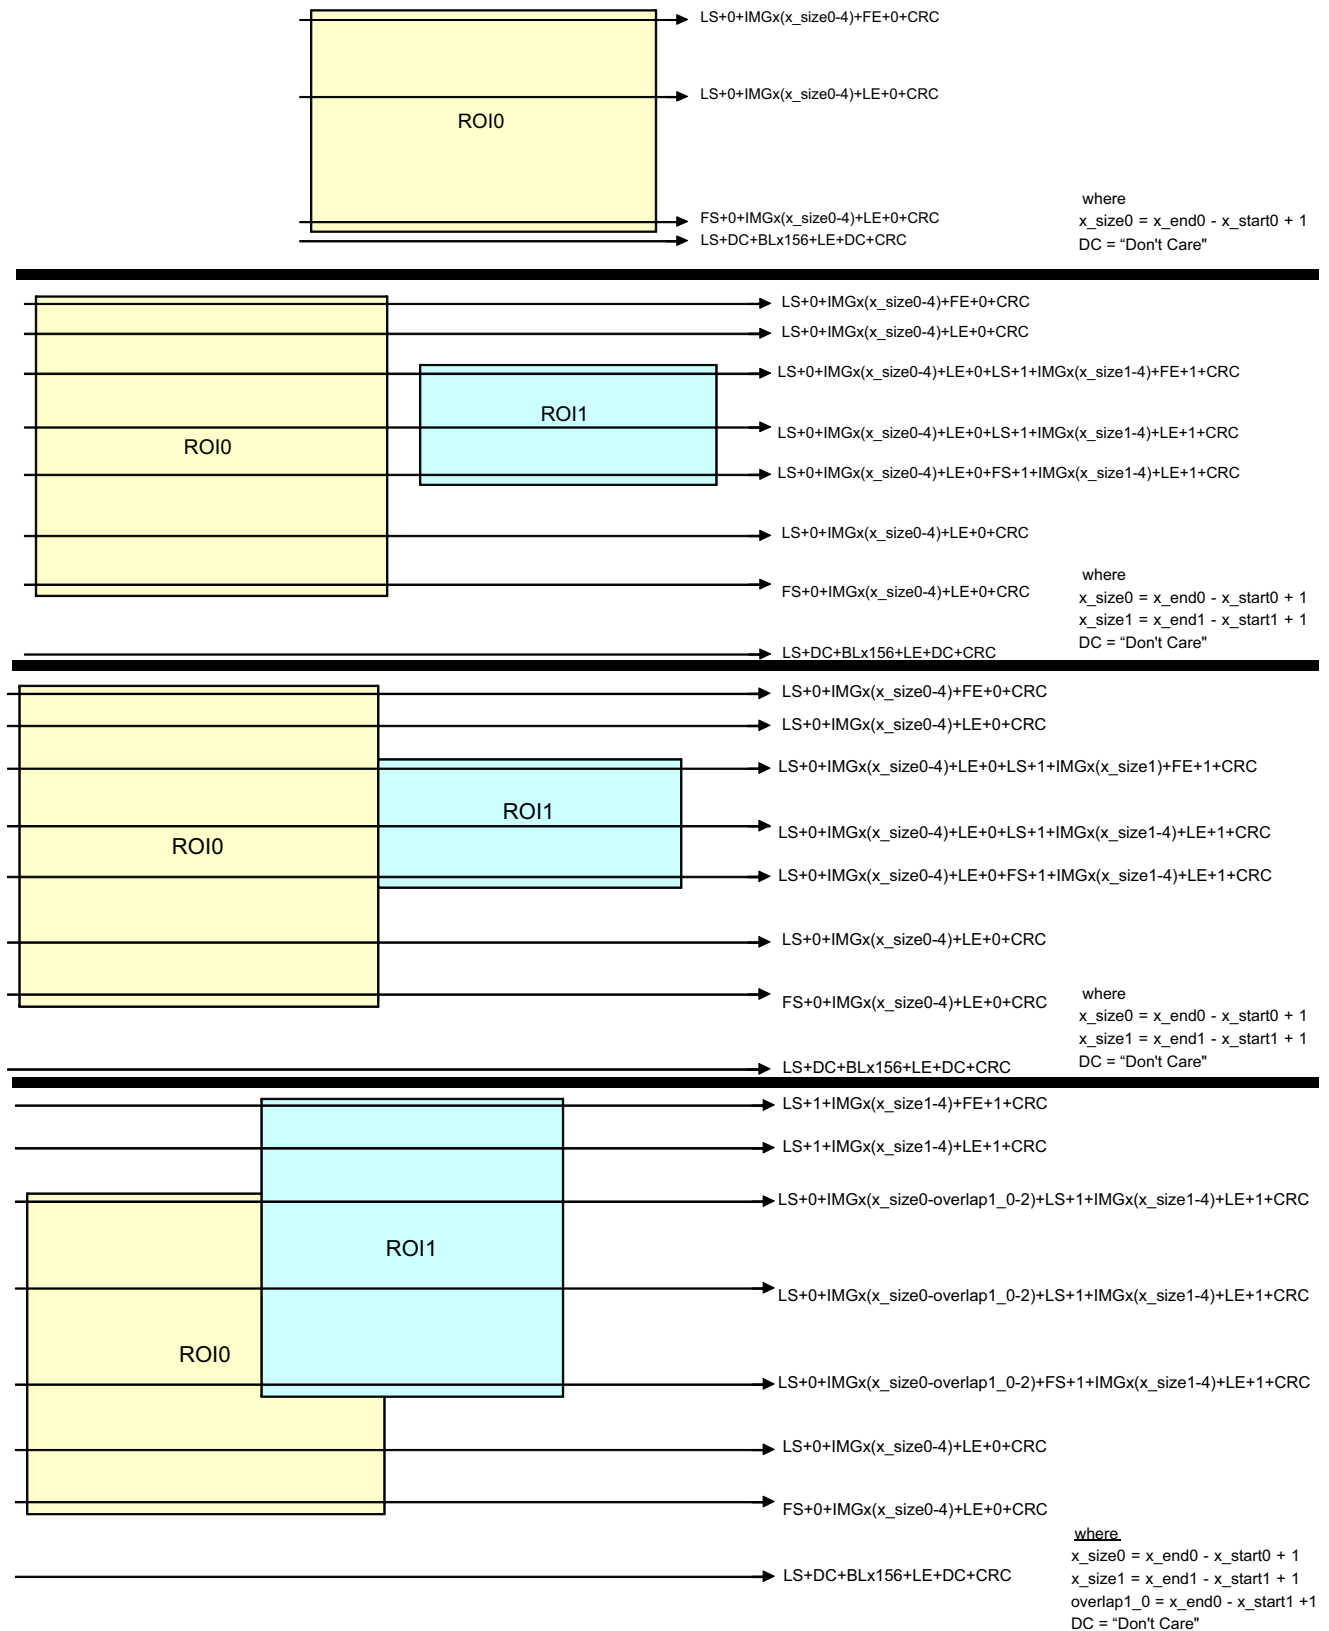 LS+0+IMGx(x_size0-4)+FE+0+CRC
LS+0+IMGx(x_size0-4)+LE+0+CRC
ROI0
FS+0+IMGx(x_size0-4)+LE+0+CRC
LS+DC+BLx156+LE+DC+CRC
where
x_size0 = x_end0 - x_start0 + 1
DC = “Don't Care"
LS+0+IMGx(x_size0-4)+FE+0+CRC
LS+0+IMGx(x_size0-4)+LE+0+CRC
LS+0+IMGx(x_size0-4)+LE+0+LS+1+IMGx(x_size1-4)+FE+1+CRC
ROI1
LS+0+IMGx(x_size0-4)+LE+0+LS+1+IMGx(x_size1-4)+LE+1+CRC
ROI0
LS+0+IMGx(x_size0-4)+LE+0+FS+1+IMGx(x_size1-4)+LE+1+CRC
LS+0+IMGx(x_size0-4)+LE+0+CRC
FS+0+IMGx(x_size0-4)+LE+0+CRC
where
x_size0 = x_end0 - x_start0 + 1
x_size1 = x_end1 - x_start1 + 1
DC = “Don't Care"
LS+DC+BLx156+LE+DC+CRC
LS+0+IMGx(x_size0-4)+FE+0+CRC
LS+0+IMGx(x_size0-4)+LE+0+CRC
LS+0+IMGx(x_size0-4)+LE+0+LS+1+IMGx(x_size1)+FE+1+CRC
ROI1
LS+0+IMGx(x_size0-4)+LE+0+LS+1+IMGx(x_size1-4)+LE+1+CRC
ROI0
LS+0+IMGx(x_size0-4)+LE+0+FS+1+IMGx(x_size1-4)+LE+1+CRC
LS+0+IMGx(x_size0-4)+LE+0+CRC
FS+0+IMGx(x_size0-4)+LE+0+CRC
where
x_size0 = x_end0 - x_start0 + 1
x_size1 = x_end1 - x_start1 + 1
DC = “Don't Care"
LS+DC+BLx156+LE+DC+CRC
LS+1+IMGx(x_size1-4)+FE+1+CRC
LS+1+IMGx(x_size1-4)+LE+1+CRC
LS+0+IMGx(x_size0-overlap1_0-2)+LS+1+IMGx(x_size1-4)+LE+1+CRC
ROI1
LS+0+IMGx(x_size0-overlap1_0-2)+LS+1+IMGx(x_size1-4)+LE+1+CRC
ROI0
LS+0+IMGx(x_size0-overlap1_0-2)+FS+1+IMGx(x_size1-4)+LE+1+CRC
LS+0+IMGx(x_size0-4)+LE+0+CRC
FS+0+IMGx(x_size0-4)+LE+0+CRC
where
x_size0 = x_end0 - x_start0 + 1
x_size1 = x_end1 - x_start1 + 1
overlap1_0 = x_end0 - x_start1 +1
DC = “Don't Care"
LS+DC+BLx156+LE+DC+CRC